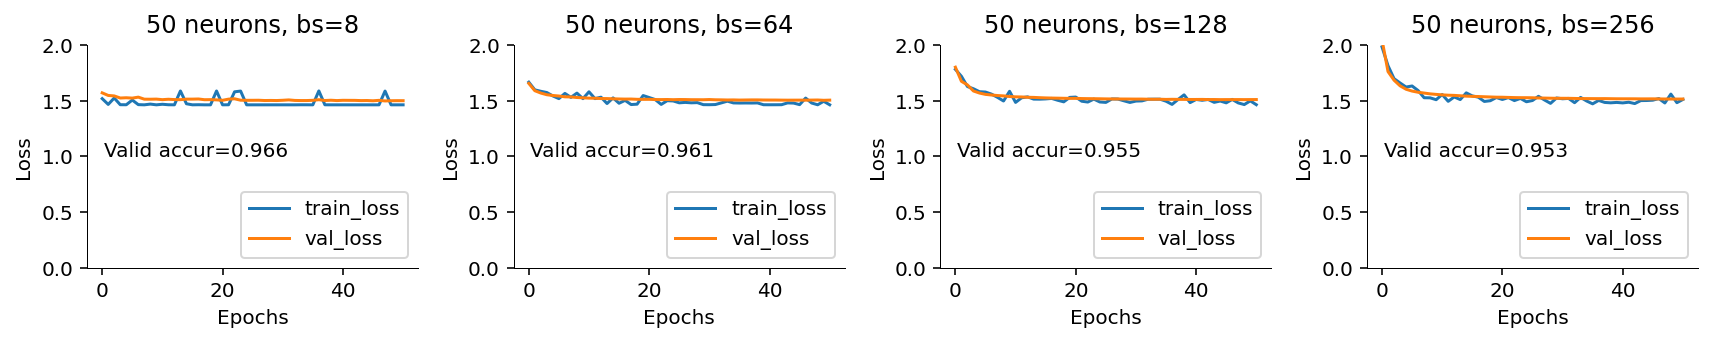 50 neurons, bs=8
50 neurons, bs=64
50 neurons, bs=128
50 neurons, bs=256
2.0
1.5
1.0
0.5
0.0
Loss
Valid accur=0.966
train_loss
val_loss
0
20
40
Epochs
2.0
1.5
1.0
0.5
0.0
Loss
Valid accur=0.961
train_loss
val_loss
0
20
40
Epochs
2.0
1.5
1.0
0.5
0.0
Loss
Valid accur=0.955
train_loss
val_loss
0
20
40
Epochs
2.0
1.5
1.0
0.5
0.0
Loss
Valid accur=0.953
train_loss
val_loss
0
20
40
Epochs